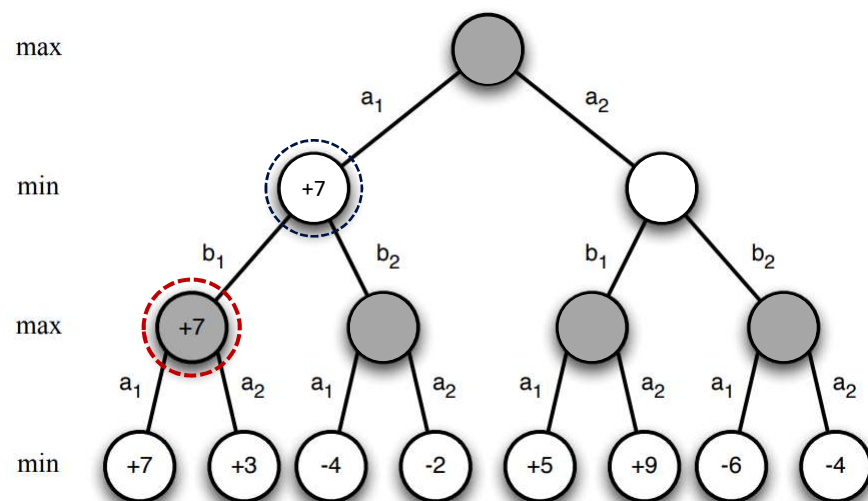 max
a1 a2
min +7
b1 b2 b1 b2
max +7
a1 a2 a1 a2 a1 a2 a1 a2
min +7 +3 -4 -2 +5 +9 -6 -4